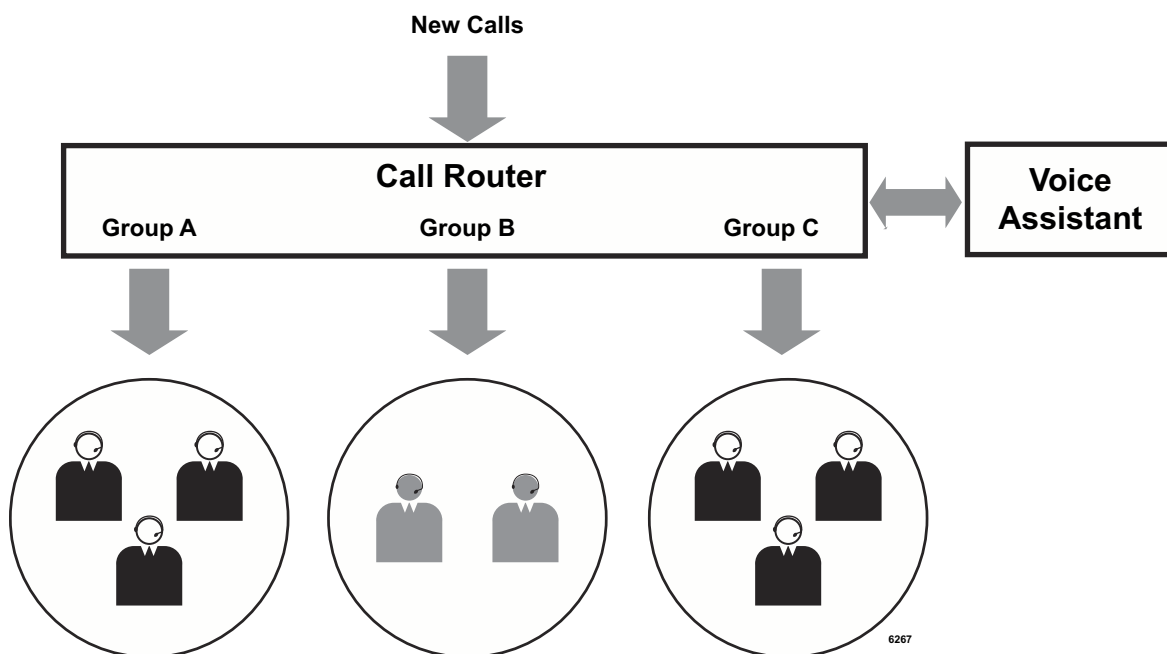 New Calls
Call Router
Voice
Assistant
Group A
Group B
Group C
6267